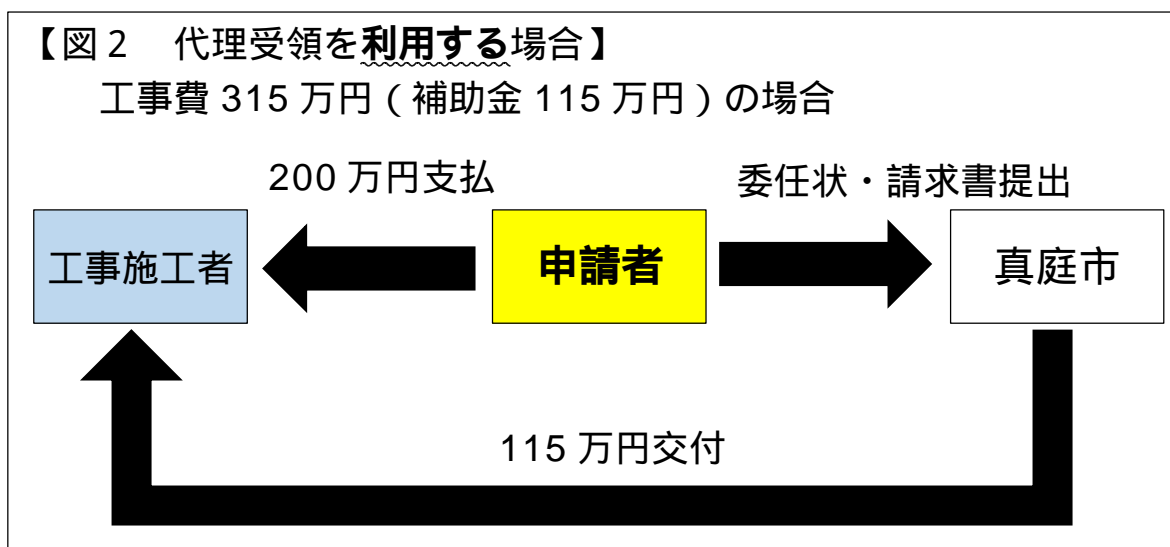 【図２　代理受領を利用する場合】
工事費 315 万円（補助金 115 万円）の場合
200 万円支払
委任状・請求書提出
工事施工者
申請者
真庭市
115 万円交付